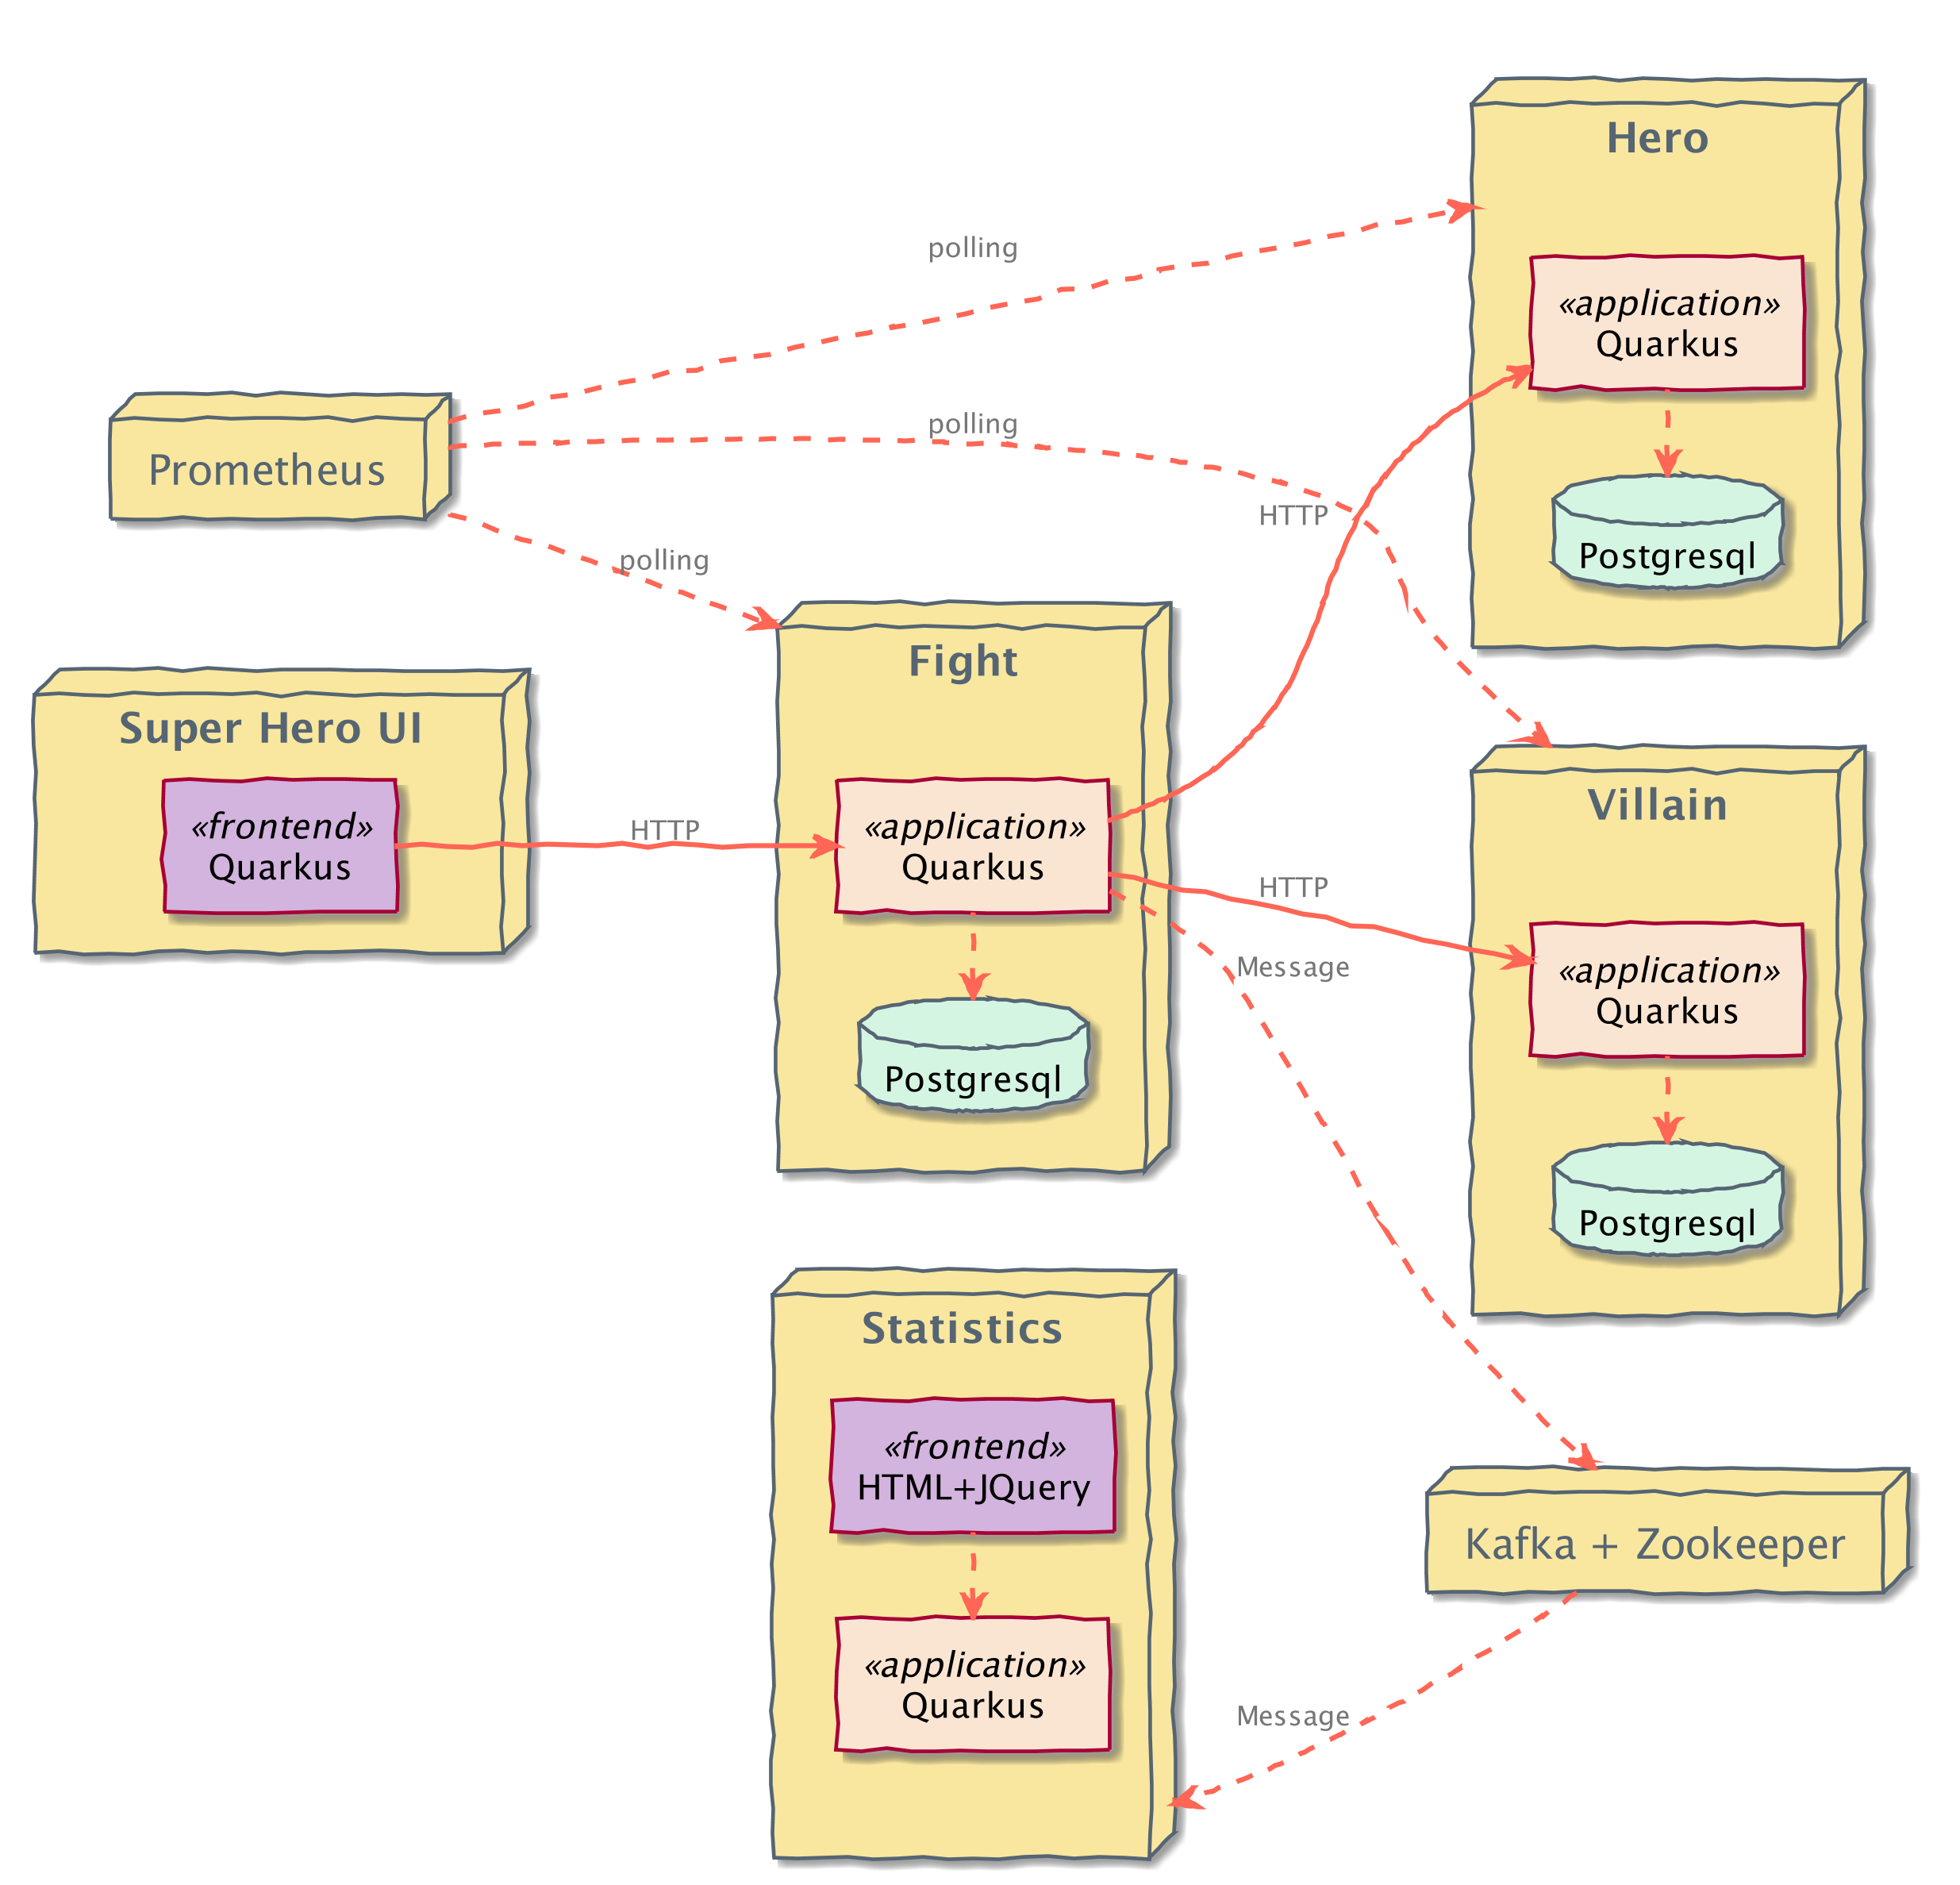 Hero
«application»
Quarkus
Postgresql
polling
polling
HTTP
Prometheus
polling
Fight
«application»
Quarkus
Postgresql
Super Hero UI
«frontend»
Quarkus
HTTP
HTTP
Message
Villain
«application»
Quarkus
Postgresql
Statistics
«frontend»
HTML+JQuery
«application»
Quarkus
Kafka + Zookeeper
Message